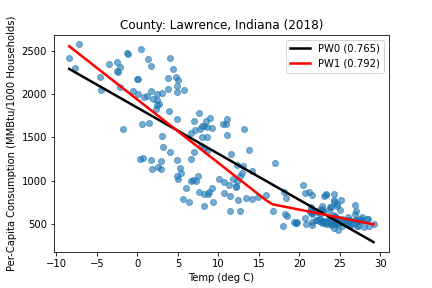 County: Lawrence, Indiana (2018)
Per-Capita Consumption (MMBtu/1000 Households)
2500
2000
1500
1000
500
PW0 (0.765)
PW1 (0.792)
−10 −5 0 5 10 15 20 25 30
Temp (deg C)